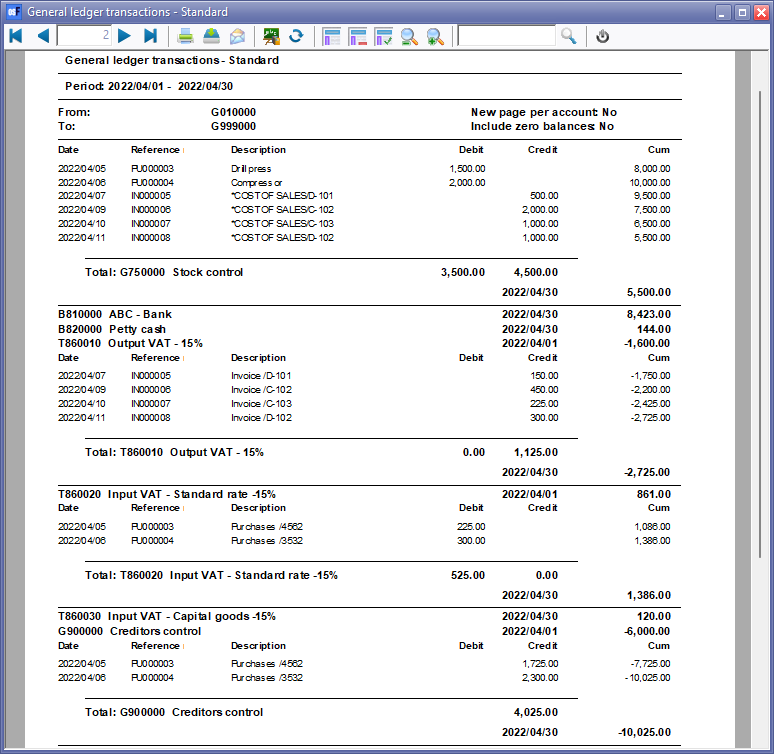 General ledger transactions - Standard
2
General ledger transactions - Standard
Period: 2022/04/01 - 2022/04/30
From: G010000 New page per account: No
To: G999000 Include zero balances: No
Date Reference Description Debit Credit Cum
2022/04/05 PU000003 Drill press 1,500.00 8,000.00
2022/04/06 PU000004 Compressor 2,000.00 10,000.00
2022/04/07 IN000005 *COST OF SALES/D-101 500.00 9,500.00
2022/04/09 IN000006 *COST OF SALES/C-102 2,000.00 7,500.00
2022/04/10 IN000007 *COST OF SALES/C-103 1,000.00 6,500.00
2022/04/11 IN000008 *COST OF SALES/D-102 1,000.00 5,500.00
Total: G750000 Stock control 3,500.00 4,500.00
2022/04/30 5,500.00
B810000 ABC - Bank 2022/04/30 8,423.00
B820000 Petty cash 2022/04/30 144.00
T860010 Output VAT - 15% 2022/04/01 -1,600.00
Date Reference Description Debit Credit Cum
2022/04/07 IN000005 Invoice /D-101 150.00 -1,750.00
2022/04/09 IN000006 Invoice /C-102 450.00 -2,200.00
2022/04/10 IN000007 Invoice /C-103 225.00 -2,425.00
2022/04/11 IN000008 Invoice /D-102 300.00 -2,725.00
Total: T860010 Output VAT - 15% 0.00 1,125.00
2022/04/30 -2,725.00
T860020 Input VAT - Standard rate -15% 2022/04/01 861.00
Date Reference Description Debit Credit Cum
2022/04/05 PU000003 Purchases /4562 225.00 1,086.00
2022/04/06 PU000004 Purchases /3532 300.00 1,386.00
Total: T860020 Input VAT - Standard rate -15% 525.00 0.00
2022/04/30 1,386.00
T860030 Input VAT - Capital goods -15% 2022/04/30 120.00
G900000 Creditors control 2022/04/01 -6,000.00
Date Reference Description Debit Credit Cum
2022/04/05 PU000003 Purchases /4562 1,725.00 -7,725.00
2022/04/06 PU000004 Purchases /3532 2,300.00 -10,025.00
Total: G900000 Creditors control 4,025.00
2022/04/30 -10,025.00